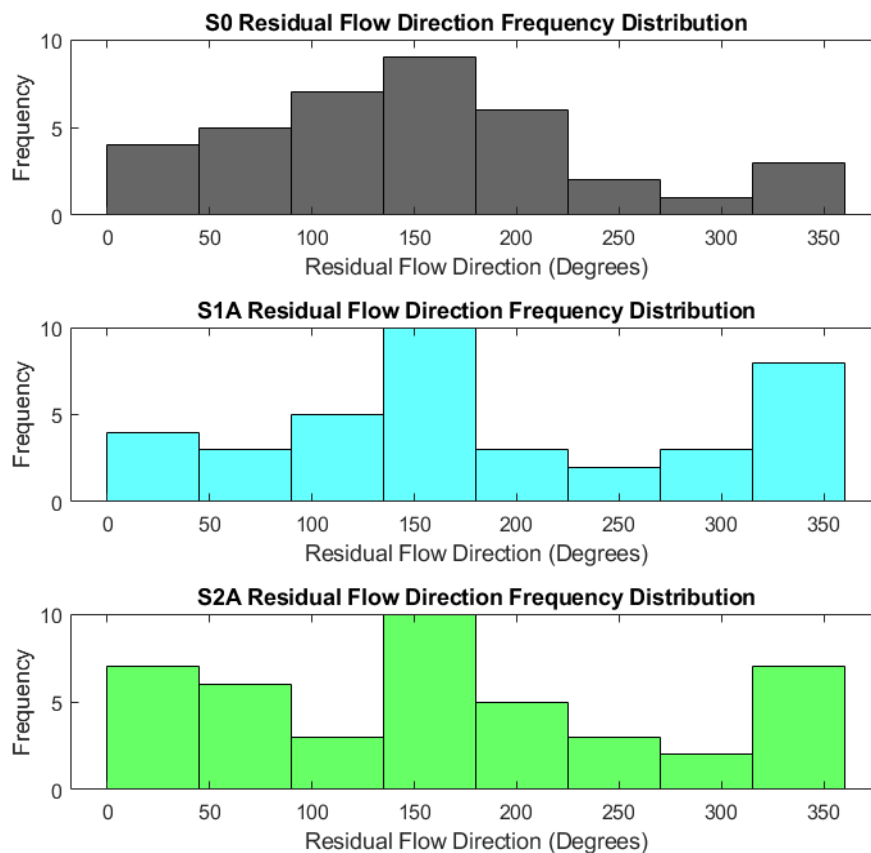 S0 Residual Flow Direction Frequency Distribution
10
5
0
Frequency
0 50 100 150 200 250 300 350
Residual Flow Direction (Degrees)
S1A Residual Flow Direction Frequency Distribution
10
5
0
Frequency
0 50 100 150 200 250 300 350
Residual Flow Direction (Degrees)
S2A Residual Flow Direction Frequency Distribution
10
5
0
Frequency
0 50 100 150 200 250 300 350
Residual Flow Direction (Degrees)